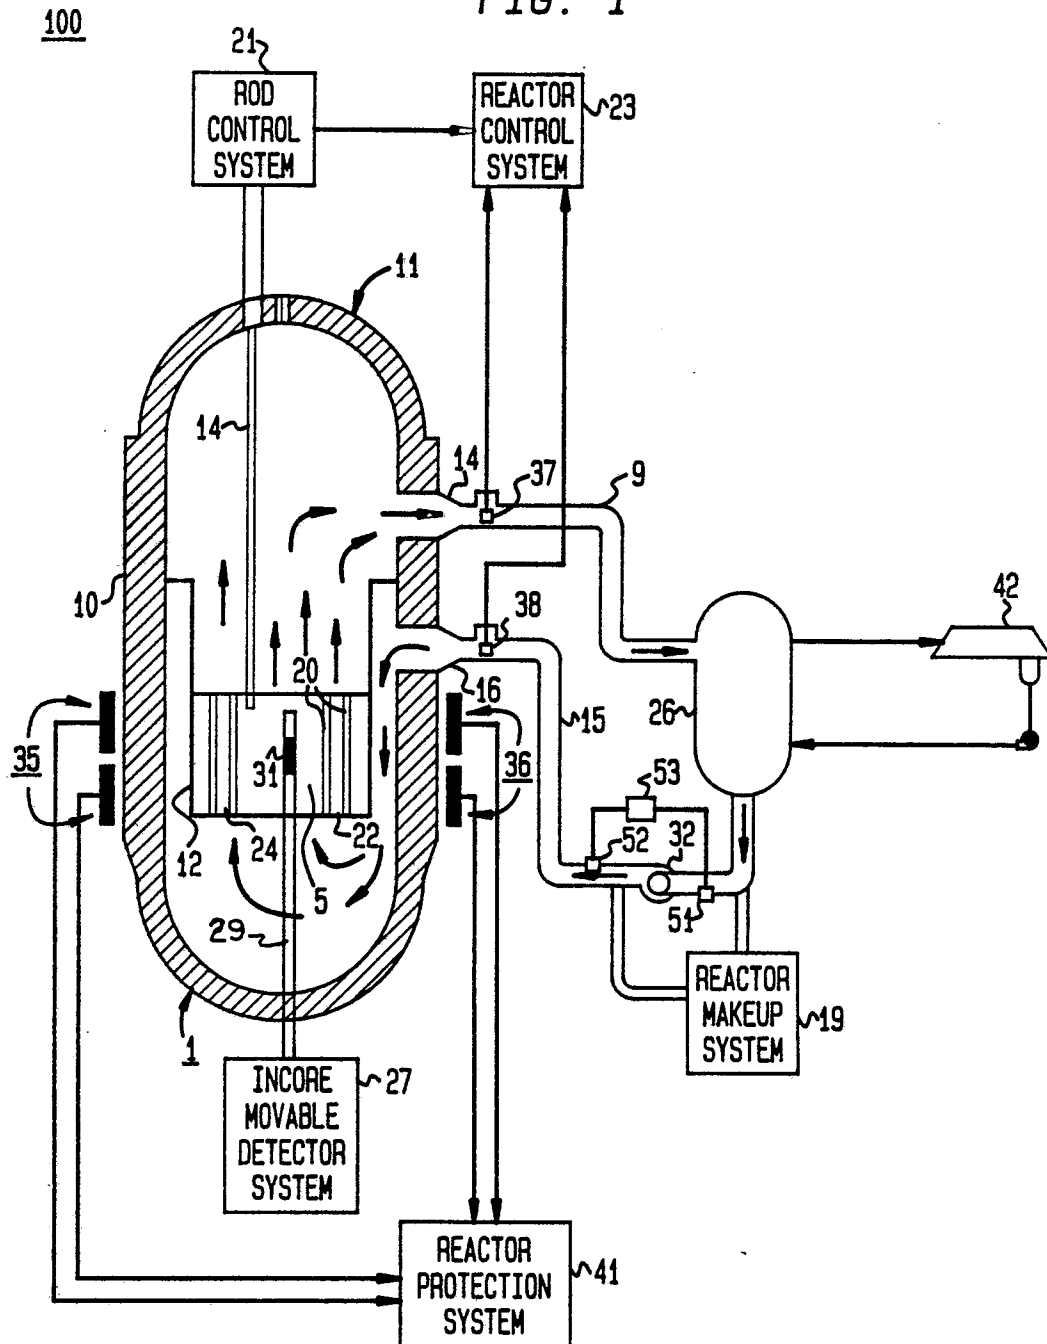 FIG. 1
100
21
ROD
CONTROL
SYSTEM
REACTOR
CONTROL
SYSTEM
23
11
14
14
37
9
10
38
42
20
16
15
26
35
31
36
53
12
24
22
52
32
5
51
29
REACTOR
MAKEUP
SYSTEM
19
1
INCORE
MOVABLE
DETECTOR
SYSTEM
27
REACTOR
PROTECTION
SYSTEM
41